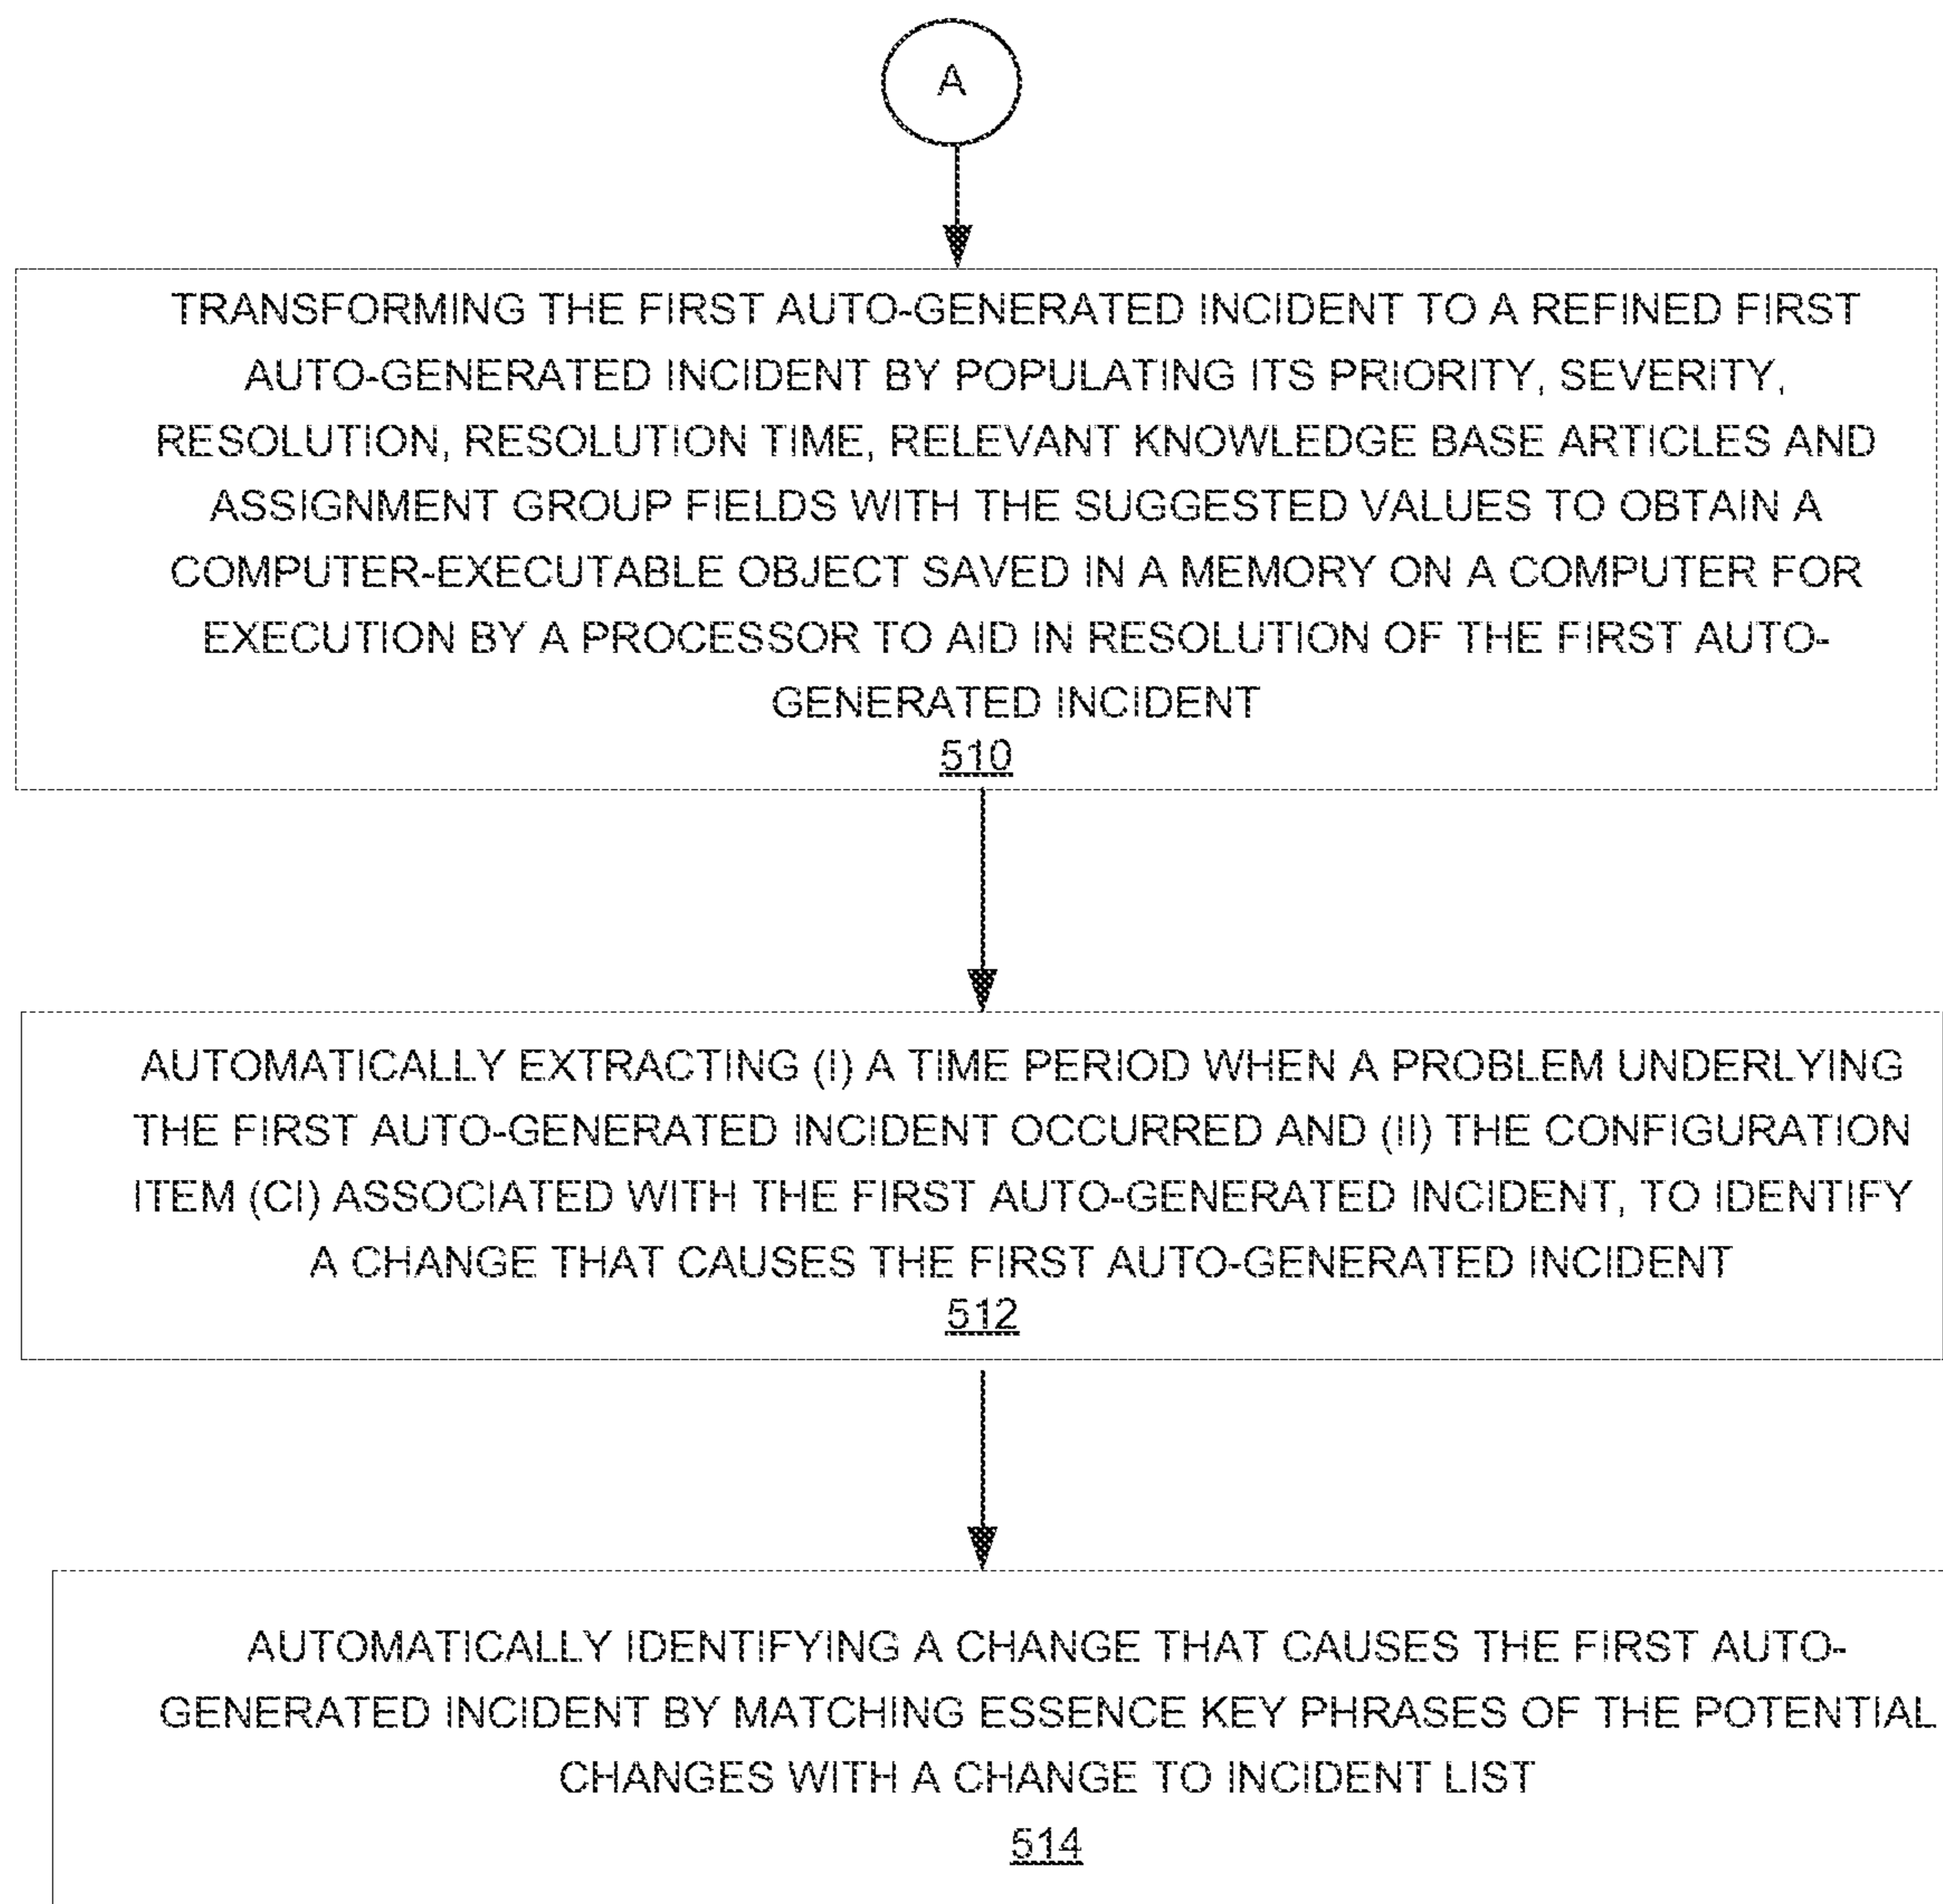 A
TRANSFORMING THE FIRST AUTO-GENERATED INCIDENT TO A REFINED FIRST
AUTO-GENERATED INCIDENT BY POPULATING ITS PRIORITY, SEVERITY,
RESOLUTION, RESOLUTION TIME, RELEVANT KNOWLEDGE BASE ARTICLES AND
ASSIGNMENT GROUP FIELDS WITH THE SUGGESTED VALUES TO OBTAIN A
COMPUTER-EXECUTABLE OBJECT SAVED IN A MEMORY ON A COMPUTER FOR
EXECUTION BY A PROCESSOR TO AID IN RESOLUTION OF THE FIRST AUTO-
GENERATED INCIDENT
510
AUTOMATICALLY EXTRACTING (I) A TIME PERIOD WHEN A PROBLEM UNDERLYING
THE FIRST AUTO-GENERATED INCIDENT OCCURRED AND (II) THE CONFIGURATION
ITEM (CI) ASSOCIATED WITH THE FIRST AUTO-GENERATED INCIDENT, TO IDENTIFY
A CHANGE THAT CAUSES THE FIRST AUTO-GENERATED INCIDENT
512
AUTOMATICALLY IDENTIFYING A CHANGE THAT CAUSES THE FIRST AUTO-
GENERATED INCIDENT BY MATCHING ESSENCE KEY PHRASES OF THE POTENTIAL
CHANGES WITH A CHANGE TO INCIDENT LIST
514